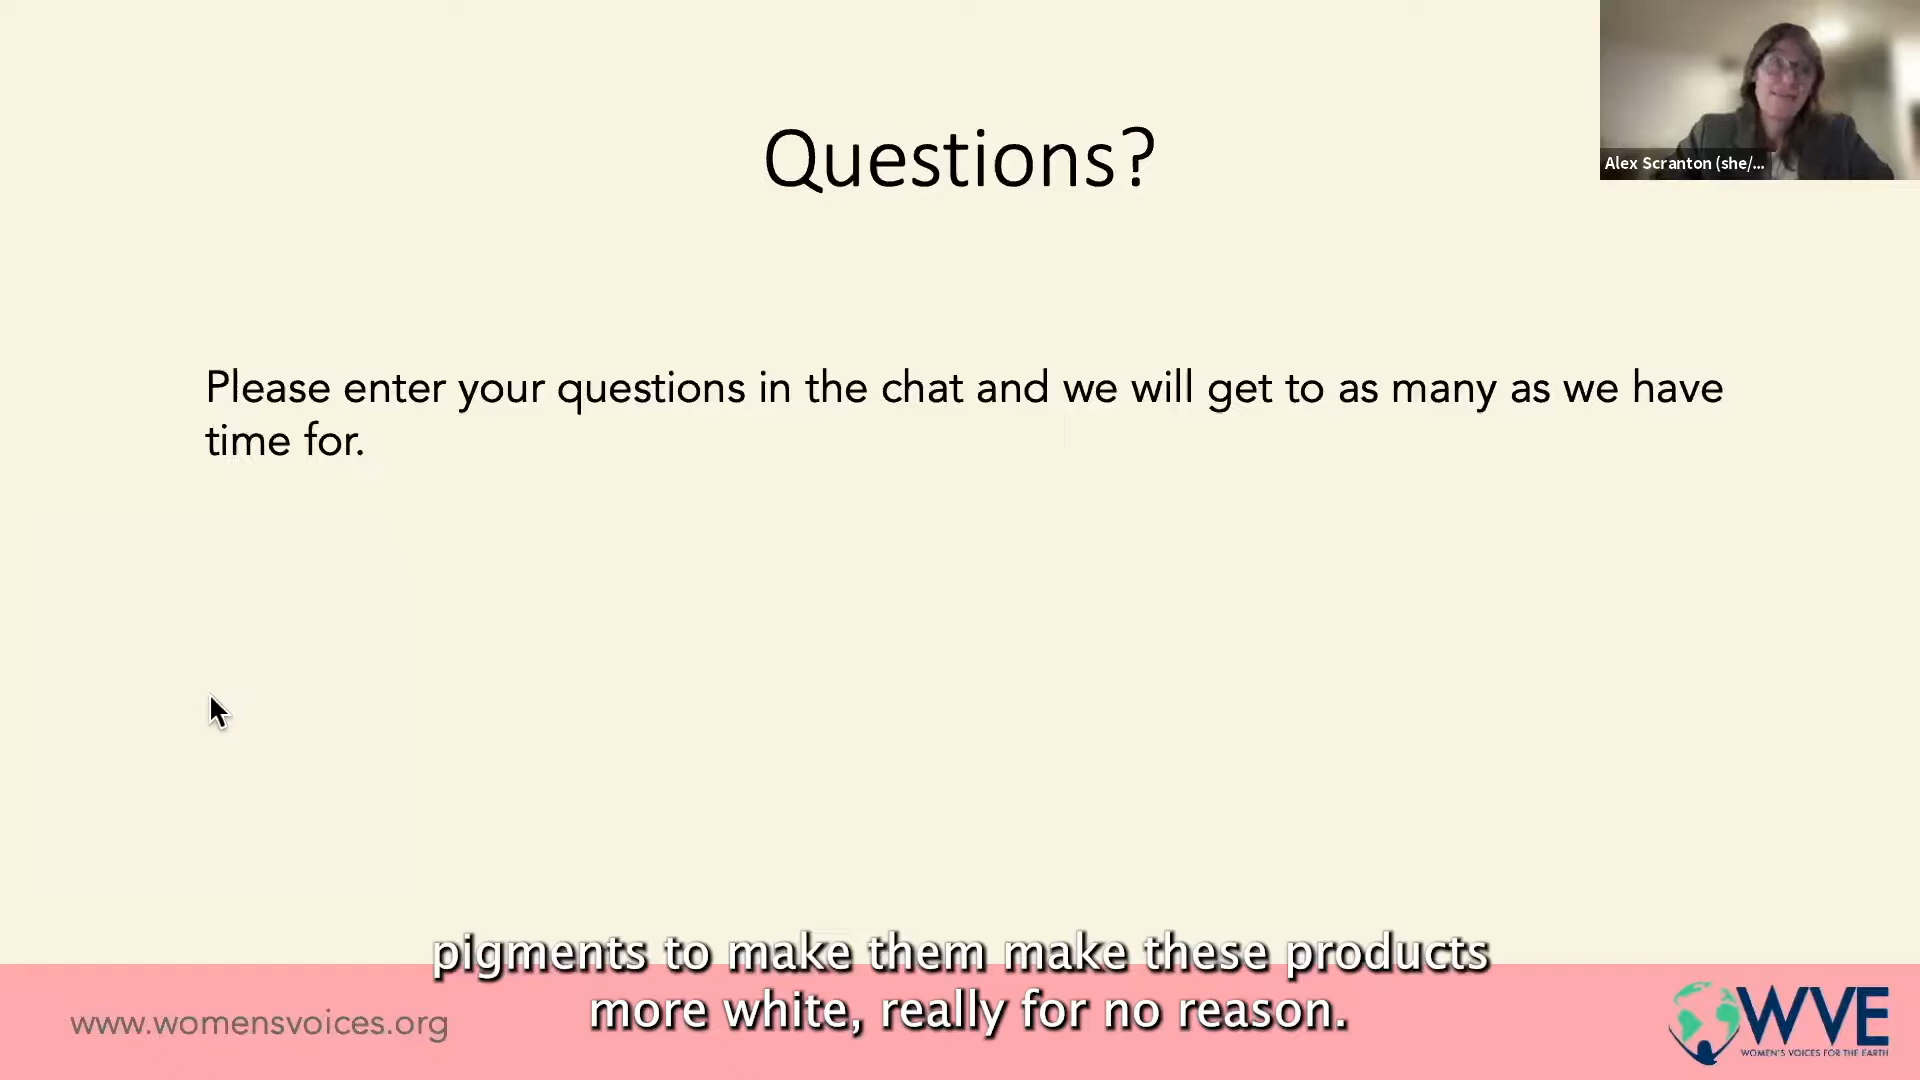 Questions?
Alex Scranton (she/...
Please enter your questions in the chat and we will get to as many as we have
time for.
pigments to make them make these products
more white, really for no reason.
www.womensvoices.org
WVE
WOMEN'S VOICES FOR THE EARTH